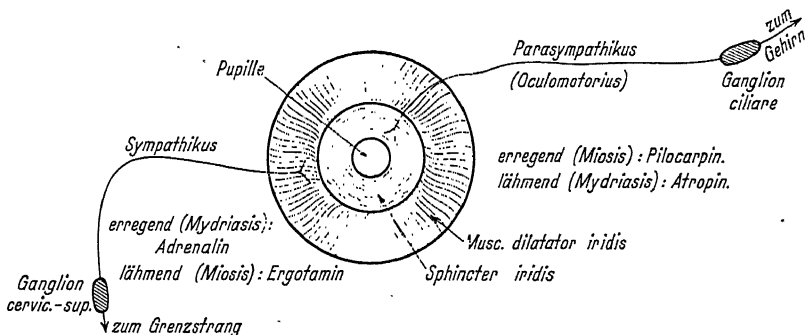 zum
Gehirn
Parasympathikus
(Oculomotorius)
Ganglion
ciliare
Pupille
Sympathikus
erregend (Miosis) : Pilocarpin.
lähmend (Mydriasis) : Atropin.
erregend (Mydriasis) :
Adrenalin
lähmend (Miosis) : Ergotamin
Musc. dilatator iridis
Sphincter iridis
Ganglion
cervic.-sup.
zum Grenzstrang